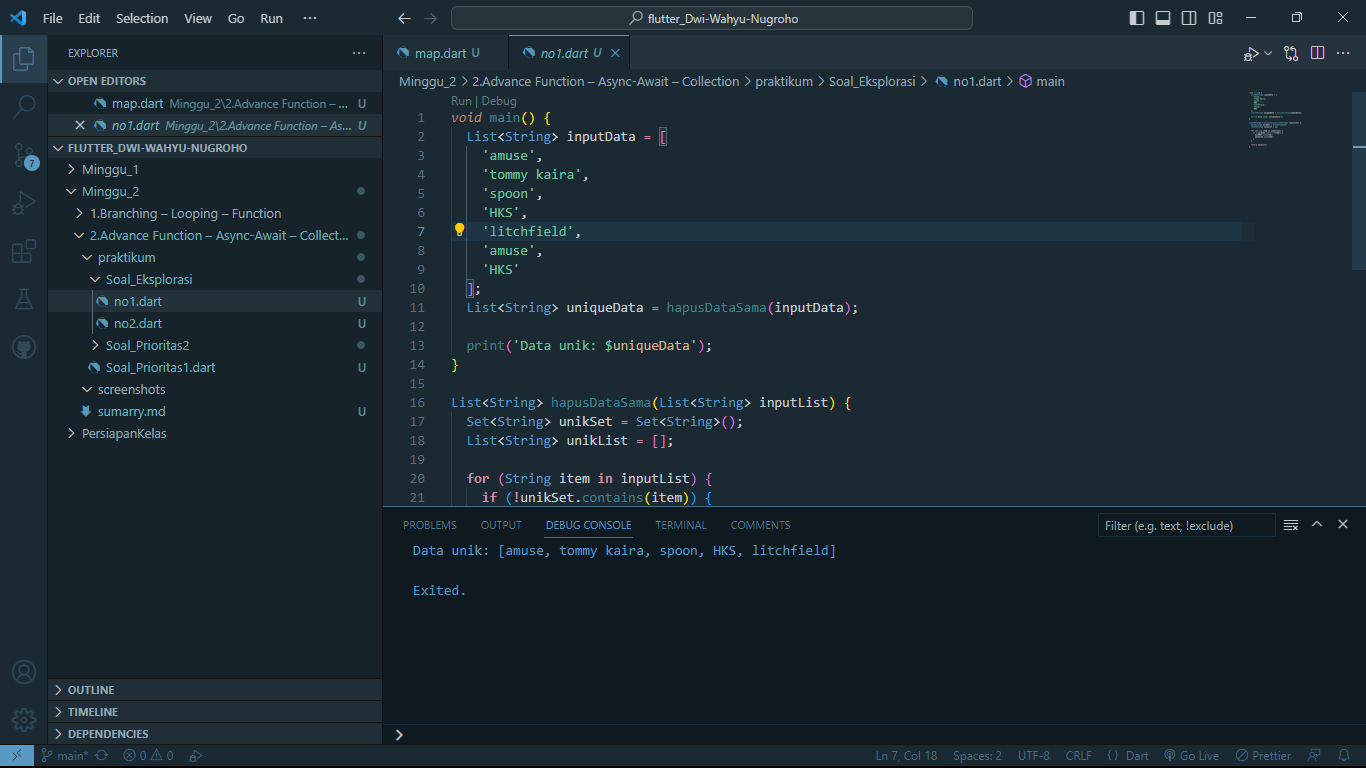 File Edit Selection View Go Run ···
flutter_Dwi-Wahyu-Nugroho
EXPLORER
OPEN EDITORS
map.dart Minggu_2\2.Advance Function – ... U
no1.dart Minggu_2\2.Advance Function – As... U
FLUTTER_DWI-WAHYU-NUGROHO
Minggu_1
Minggu_2
1.Branching – Looping – Function
2.Advance Function – Async-Await – Collect...
praktikum
Soal_Eksplorasi
no1.dart U
no2.dart U
Soal_Prioritas2
Soal_Prioritas1.dart U
screenshots
sumarry.md U
PersiapanKelas
OUTLINE
TIMELINE
DEPENDENCIES
7
map.dart U
no1.dart U
Minggu_2 > 2.Advance Function – Async-Await – Collection > praktikum > Soal_Eksplorasi > no1.dart > main
Run | Debug
1 void main() {
2 List<String> inputData = [
3 'amuse',
4 'tommy kaira',
5 'spoon',
6 'HKS',
7 'litchfield',
8 'amuse',
9 'HKS'
10 ];
11 List<String> uniqueData = hapusDataSama(inputData);
12
13 print('Data unik: $uniqueData');
14 }
15
16 List<String> hapusDataSama(List<String> inputList) {
17 Set<String> unikSet = Set<String>();
18 List<String> unikList = [];
19
20 for (String item in inputList) {
21 if (!unikSet.contains(item)) {
PROBLEMS OUTPUT DEBUG CONSOLE TERMINAL COMMENTS
Filter (e.g. text, !exclude)
Data unik: [amuse, tommy kaira, spoon, HKS, litchfield]
Exited.
main* 0 0
Ln 7, Col 18 Spaces: 2 UTF-8 CRLF {} Dart Go Live Prettier